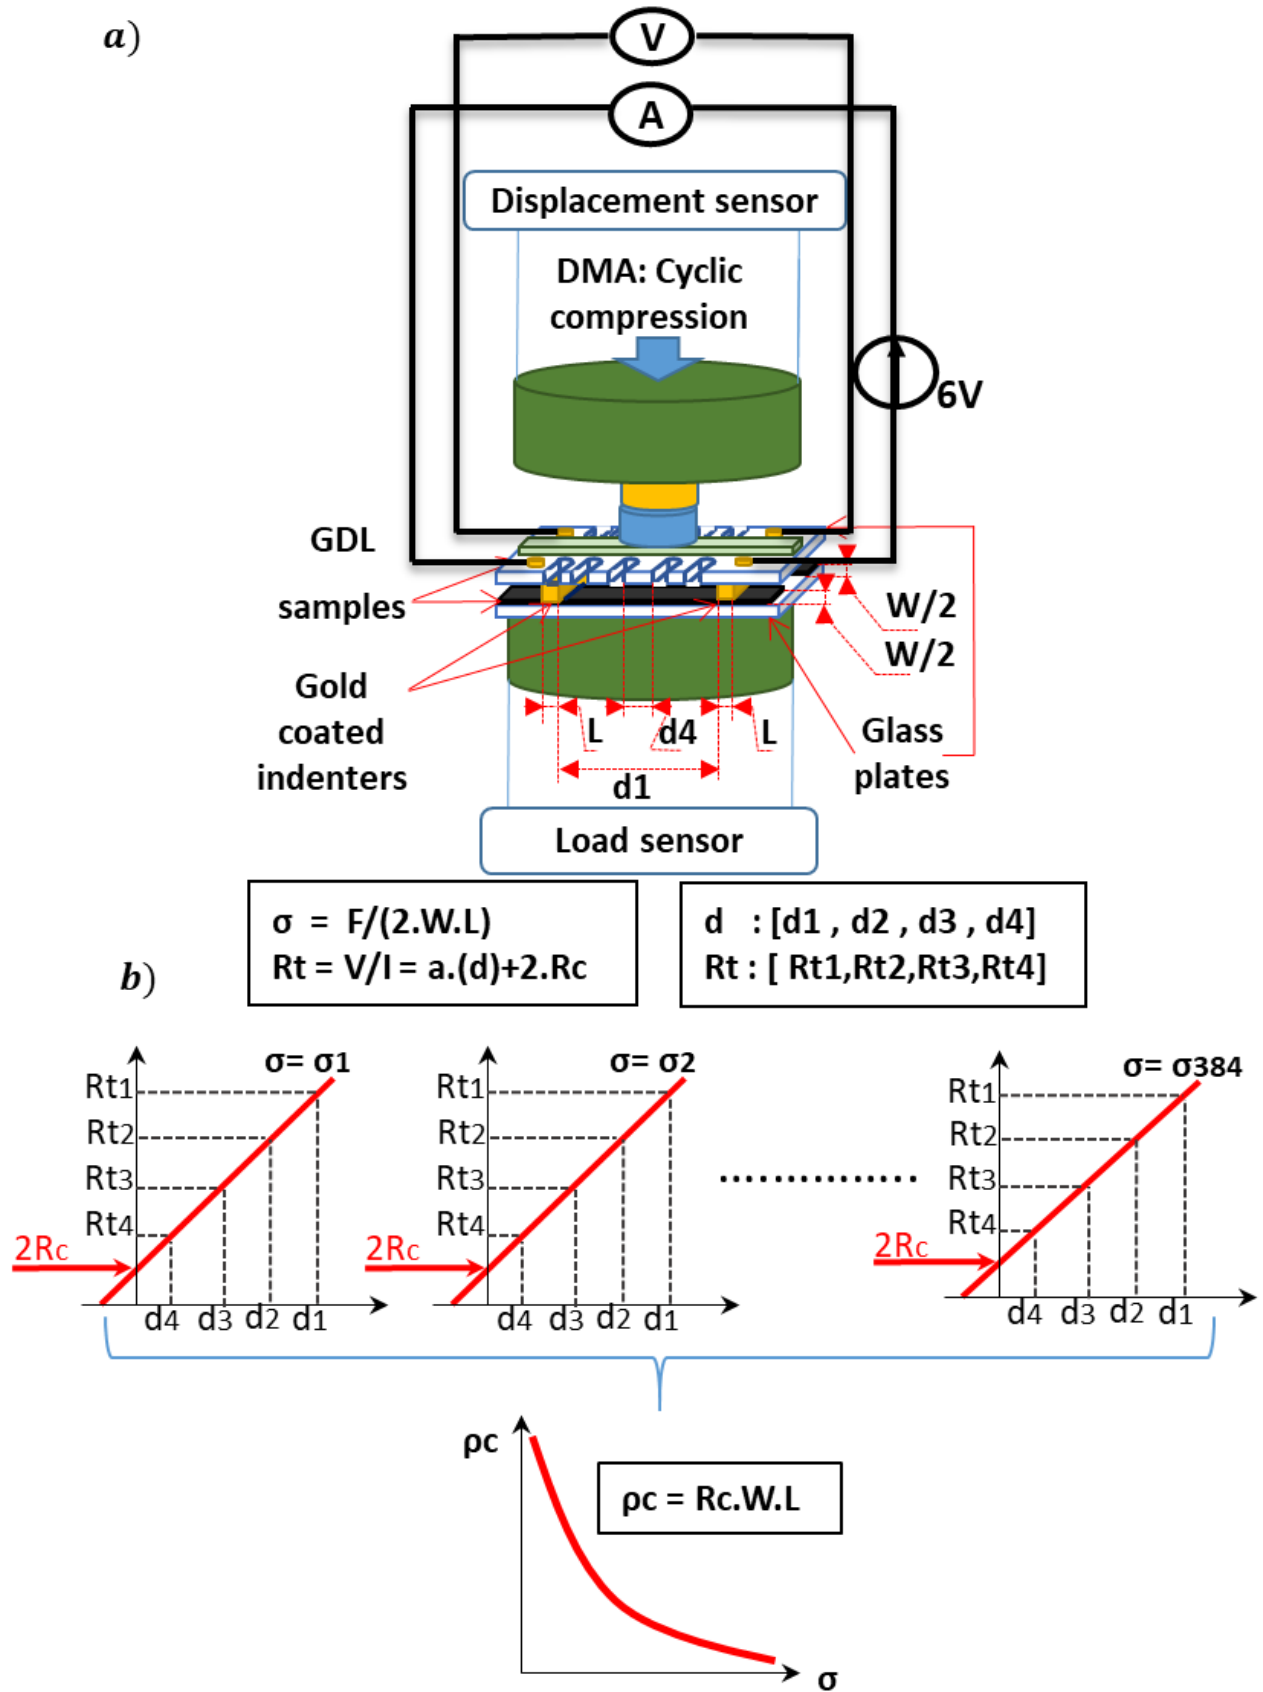 a)
V
A
Displacement sensor
DMA: Cyclic
compression
6V
GDL
samples
W/2
W/2
Gold
coated
indenters
L
d4
L
Glass
plates
d1
Load sensor
σ = F/(2.W.L)
Rt = V/I = a.(d)+2.Rc
d : [d1 , d2 , d3 , d4]
Rt : [ Rt1,Rt2,Rt3,Rt4]
b)
σ= σ1
Rt1
Rt2
Rt3
Rt4
2Rc
d4 d3 d2 d1
σ= σ2
Rt1
Rt2
Rt3
Rt4
2Rc
d4 d3 d2 d1
σ= σ384
Rt1
Rt2
Rt3
Rt4
2Rc
d4 d3 d2 d1
ρc
ρc = Rc.W.L
σ